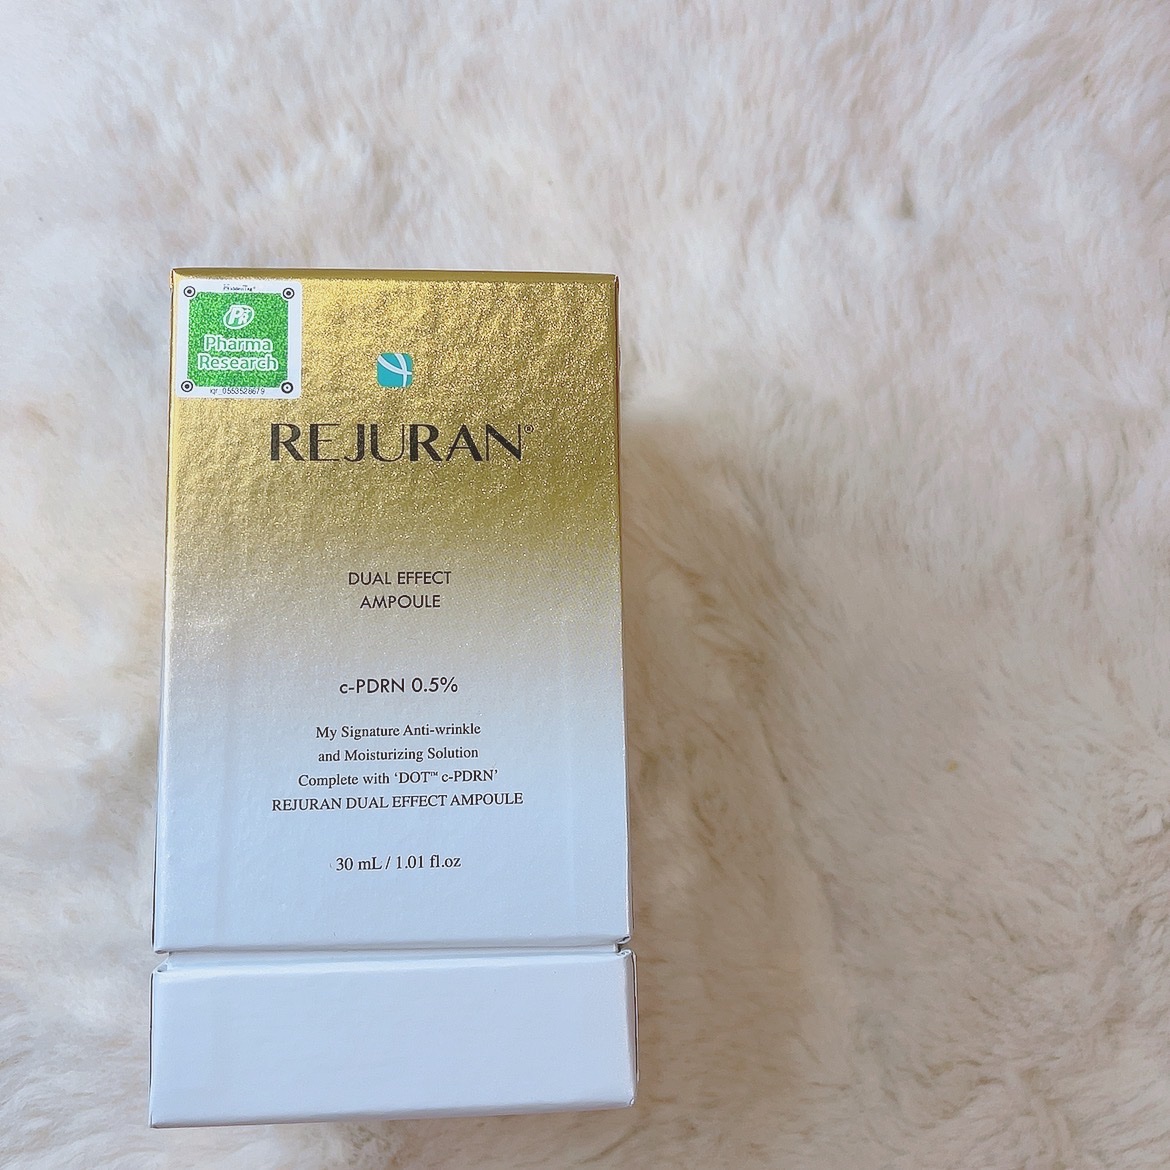 Pharma
Research
iqr_0553528679
REJURAN®
DUAL EFFECT
AMPOULE
c-PDRN 0.5%
My Signature Anti-wrinkle
and Moisturizing Solution
Complete with ‘DOT™ c-PDRN’
REJURAN DUAL EFFECT AMPOULE
30 mL / 1.01 fl.oz